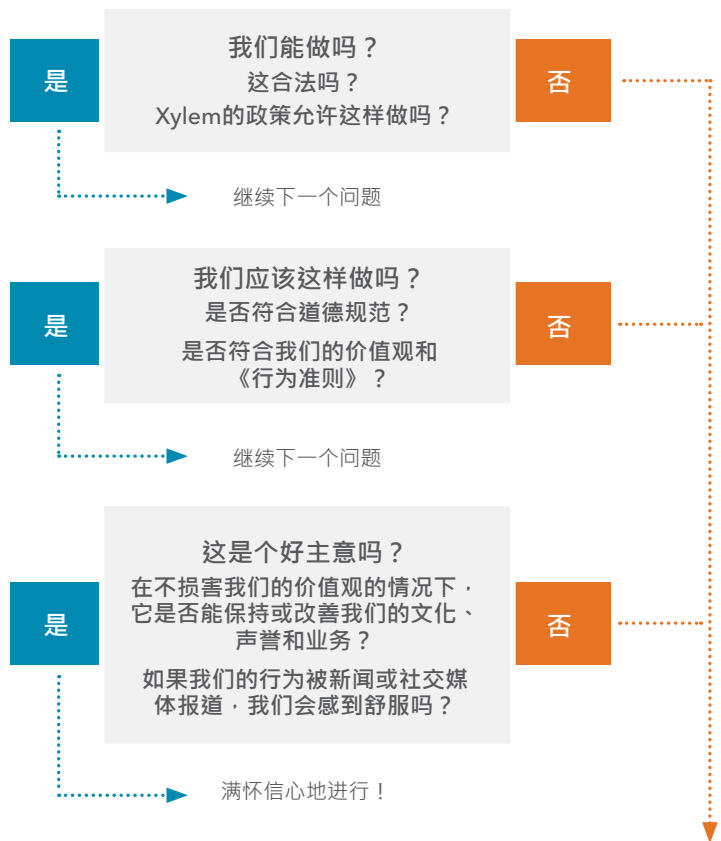 我们能做吗？
这合法吗？
Xylem的政策允许这样做吗？
是
否
继续下一个问题
我们应该这样做吗？
是否符合道德规范？
是否符合我们的价值观和
《行为准则》？
是
否
继续下一个问题
这是个好主意吗？
在不损害我们的价值观的情况下，
它是否能保持或改善我们的文化、
声誉和业务？
如果我们的行为被新闻或社交媒
体报道，我们会感到舒服吗？
是
否
满怀信心地进行！